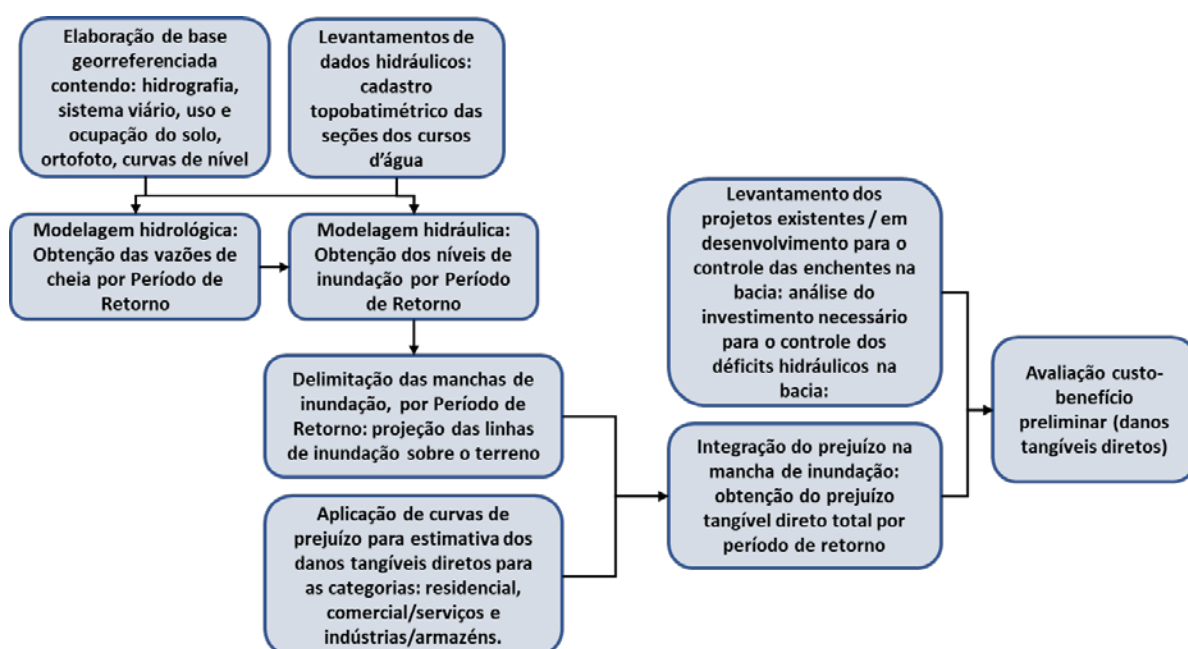 Elaboração de base
georreferenciada
contendo: hidrografia,
sistema viário, uso e
ocupação do solo,
ortofoto, curvas de nível
Levantamentos de
dados hidráulicos:
cadastro
topobatimétrico das
seções dos cursos
d’água
Modelagem hidrológica:
Obtenção das vazões de
cheia por Período de
Retorno
Modelagem hidráulica:
Obtenção dos níveis de
inundação por Período
de Retorno
Delimitação das manchas de
inundação, por Período de
Retorno: projeção das linhas
de inundação sobre o terreno
Aplicação de curvas de
prejuízo para estimativa dos
danos tangíveis diretos para
as categorias: residencial,
comercial/serviços e
indústrias/armazéns.
Levantamento dos
projetos existentes / em
desenvolvimento para o
controle das enchentes na
bacia: análise do
investimento necessário
para o controle dos
déficits hidráulicos na
bacia:
Integração do prejuízo na
mancha de inundação:
obtenção do prejuízo
tangível direto total por
período de retorno
Avaliação custo-
benefício
preliminar (danos
tangíveis diretos)